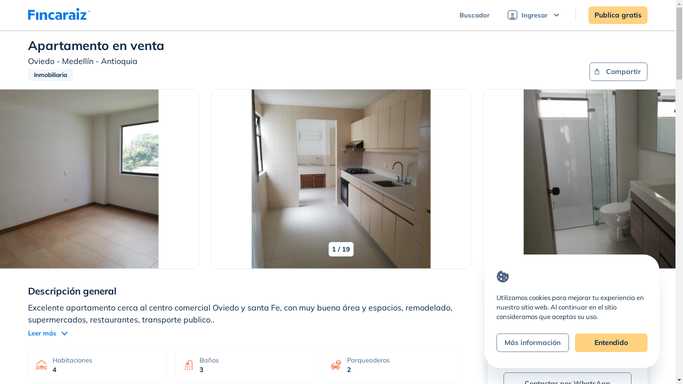 Fincaraiz
Buscador
Ingresar
Publica gratis
Apartamento en venta
Oviedo - Medellín - Antioquia
Inmobiliaria
Compartir
1 / 19
Descripción general
Excelente apartamento cerca al centro comercial Oviedo y santa Fe, con muy buena área y espacios, remodelado,
supermercados, restaurantes, transporte publico..
Leer más
Habitaciones
4
Baños
3
Parqueaderos
2
Utilizamos cookies para mejorar tu experiencia en
nuestro sitio web. Al continuar en el sitio
consideramos que aceptas su uso.
Más información
Entendido
Contactar por WhatsApp